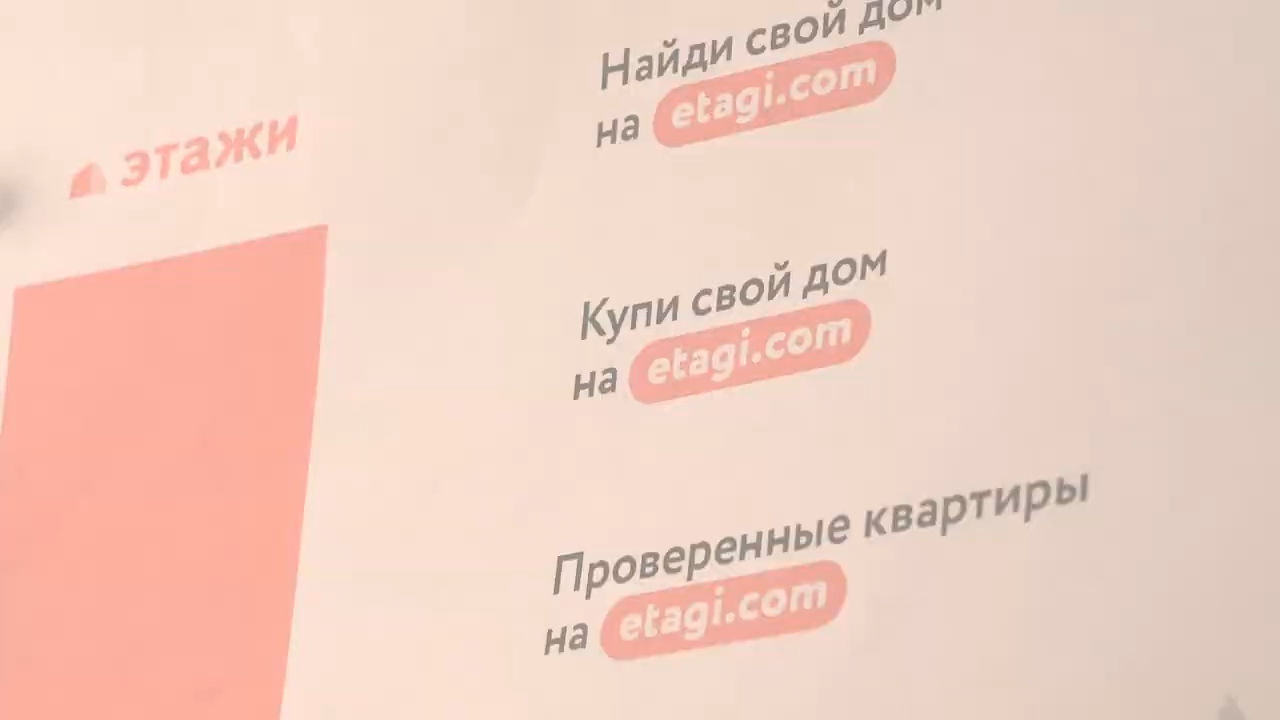 этажи
Найди свой дом
на etagi.com
Купи свой дом
на etagi.com
Проверенные квартиры
на etagi.com